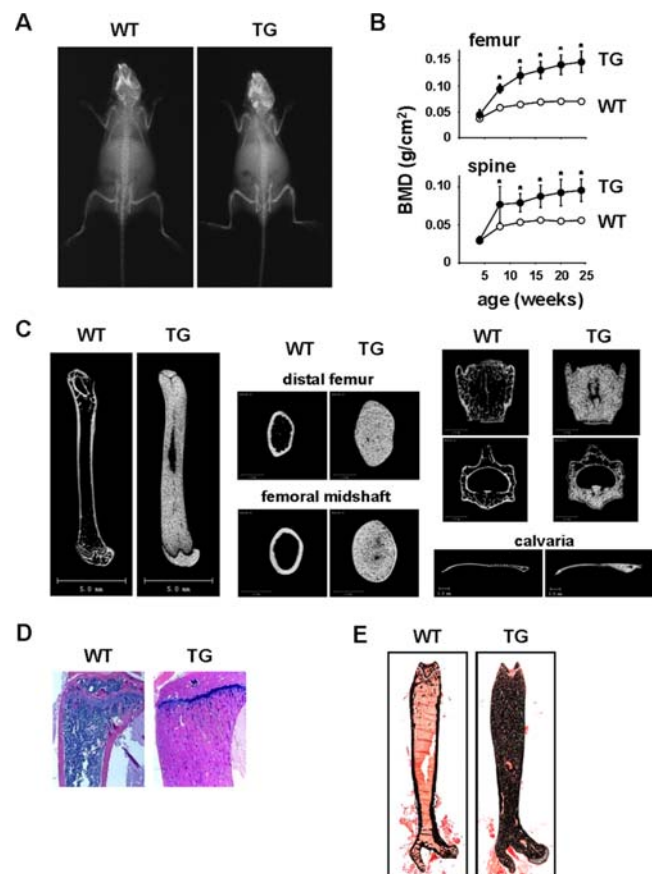 A
WT TG
B
femur
0.15
0.10
0.05
0
TG
WT
BMD (g/cm²)
spine
0.10
0.05
0
TG
WT
5 10 15 20 25
age (weeks)
* * * * *
* * * * *
C
WT TG
5.0 mm 5.0 mm
WT TG
distal femur
femoral midshaft
WT TG
calvaria
D
WT TG
E
WT TG